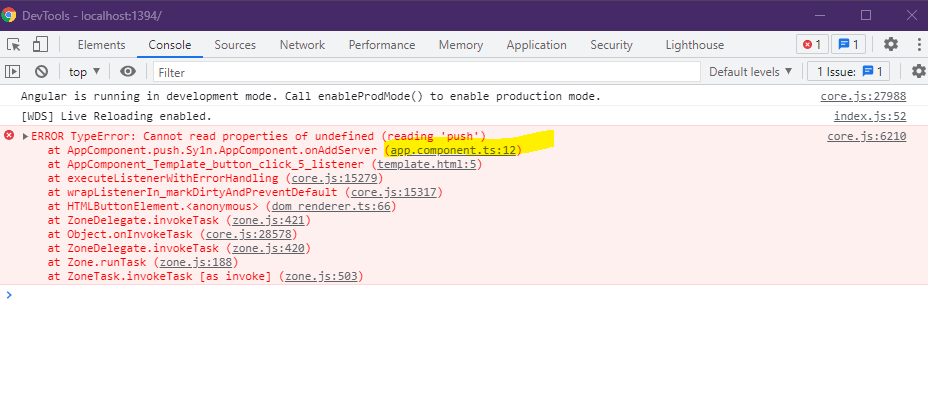 DevTools - localhost:1394/
Elements Console Sources Network Performance Memory Application Security Lighthouse 1 1
top Filter Default levels 1 Issue: 1
Angular is running in development mode. Call enableProdMode() to enable production mode. core.js:27988
[WDS] Live Reloading enabled. index.js:52
ERROR TypeError: Cannot read properties of undefined (reading 'push') core.js:6210
at AppComponent.push.Sy1n.AppComponent.onAddServer (app.component.ts:12)
at AppComponent_Template_button_click_5_listener (template.html:5)
at executeListenerWithErrorHandling (core.js:15279)
at wrapListenerIn_markDirtyAndPreventDefault (core.js:15317)
at HTMLButtonElement.<anonymous> (dom_renderer.ts:66)
at ZoneDelegate.invokeTask (zone.js:421)
at Object.onInvokeTask (core.js:28578)
at ZoneDelegate.invokeTask (zone.js:420)
at Zone.runTask (zone.js:188)
at ZoneTask.invokeTask [as invoke] (zone.js:503)